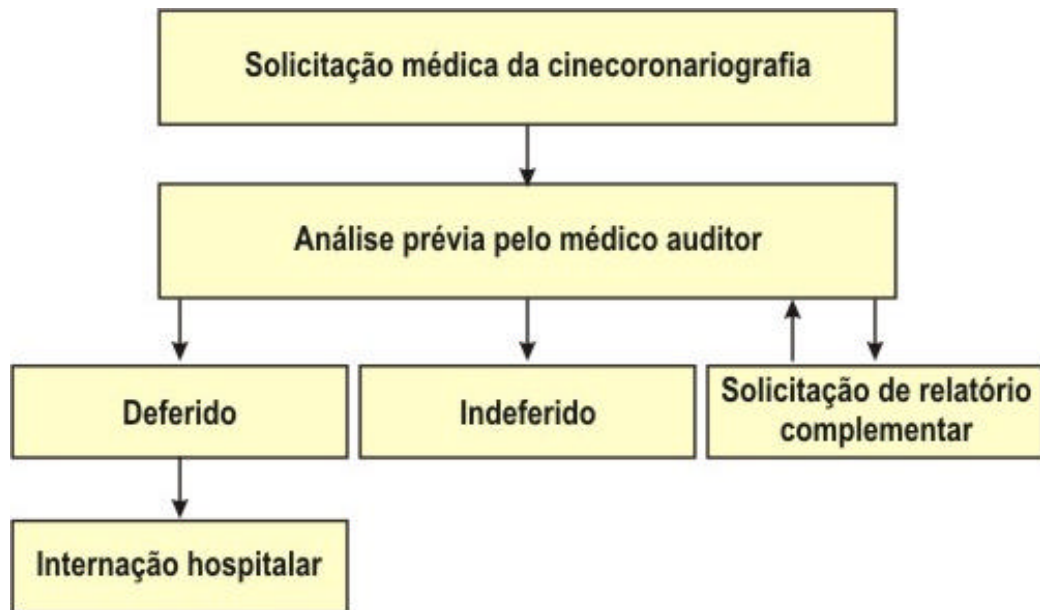 Solicitação médica da cinecoronariografia
Análise prévia pelo médico auditor
Deferido
Indeferido
Solicitação de relatório
complementar
Internação hospitalar